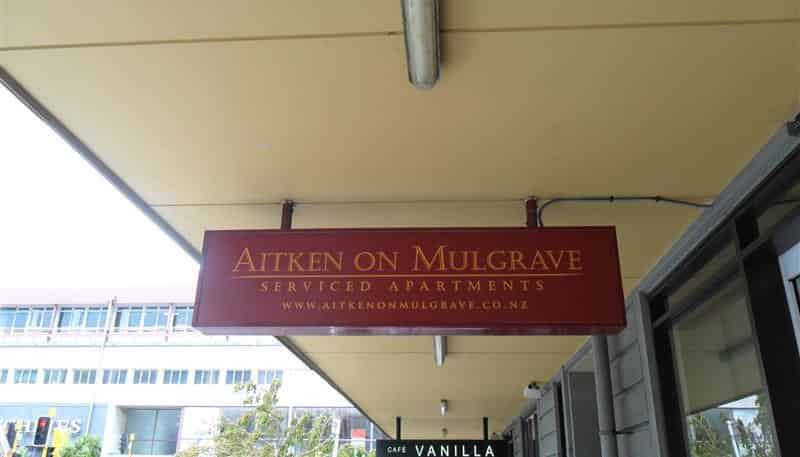 AITKEN ON MULGRAVE
SERVICED APARTMENTS
WWW.AITKENONMULGRAVE.CO.NZ
CAFÉ VANILLA